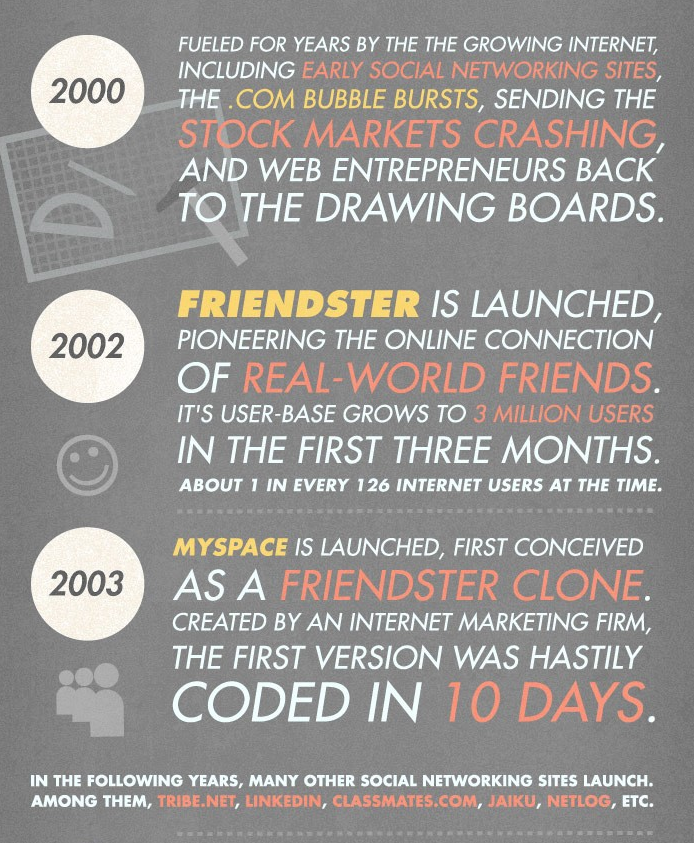 2000
FUELED FOR YEARS BY THE THE GROWING INTERNET,
INCLUDING EARLY SOCIAL NETWORKING SITES,
THE .COM BUBBLE BURSTS, SENDING THE
STOCK MARKETS CRASHING,
AND WEB ENTREPRENEURS BACK
TO THE DRAWING BOARDS.
2002
FRIENDSTER IS LAUNCHED,
PIONEERING THE ONLINE CONNECTION
OF REAL-WORLD FRIENDS.
IT'S USER-BASE GROWS TO 3 MILLION USERS
IN THE FIRST THREE MONTHS.
ABOUT 1 IN EVERY 126 INTERNET USERS AT THE TIME.
2003
MYSPACE IS LAUNCHED, FIRST CONCEIVED
AS A FRIENDSTER CLONE.
CREATED BY AN INTERNET MARKETING FIRM,
THE FIRST VERSION WAS HASTILY
CODED IN 10 DAYS.
IN THE FOLLOWING YEARS, MANY OTHER SOCIAL NETWORKING SITES LAUNCH.
AMONG THEM, TRIBE.NET, LINKEDIN, CLASSMATES.COM, JAIKU, NETLOG, ETC.